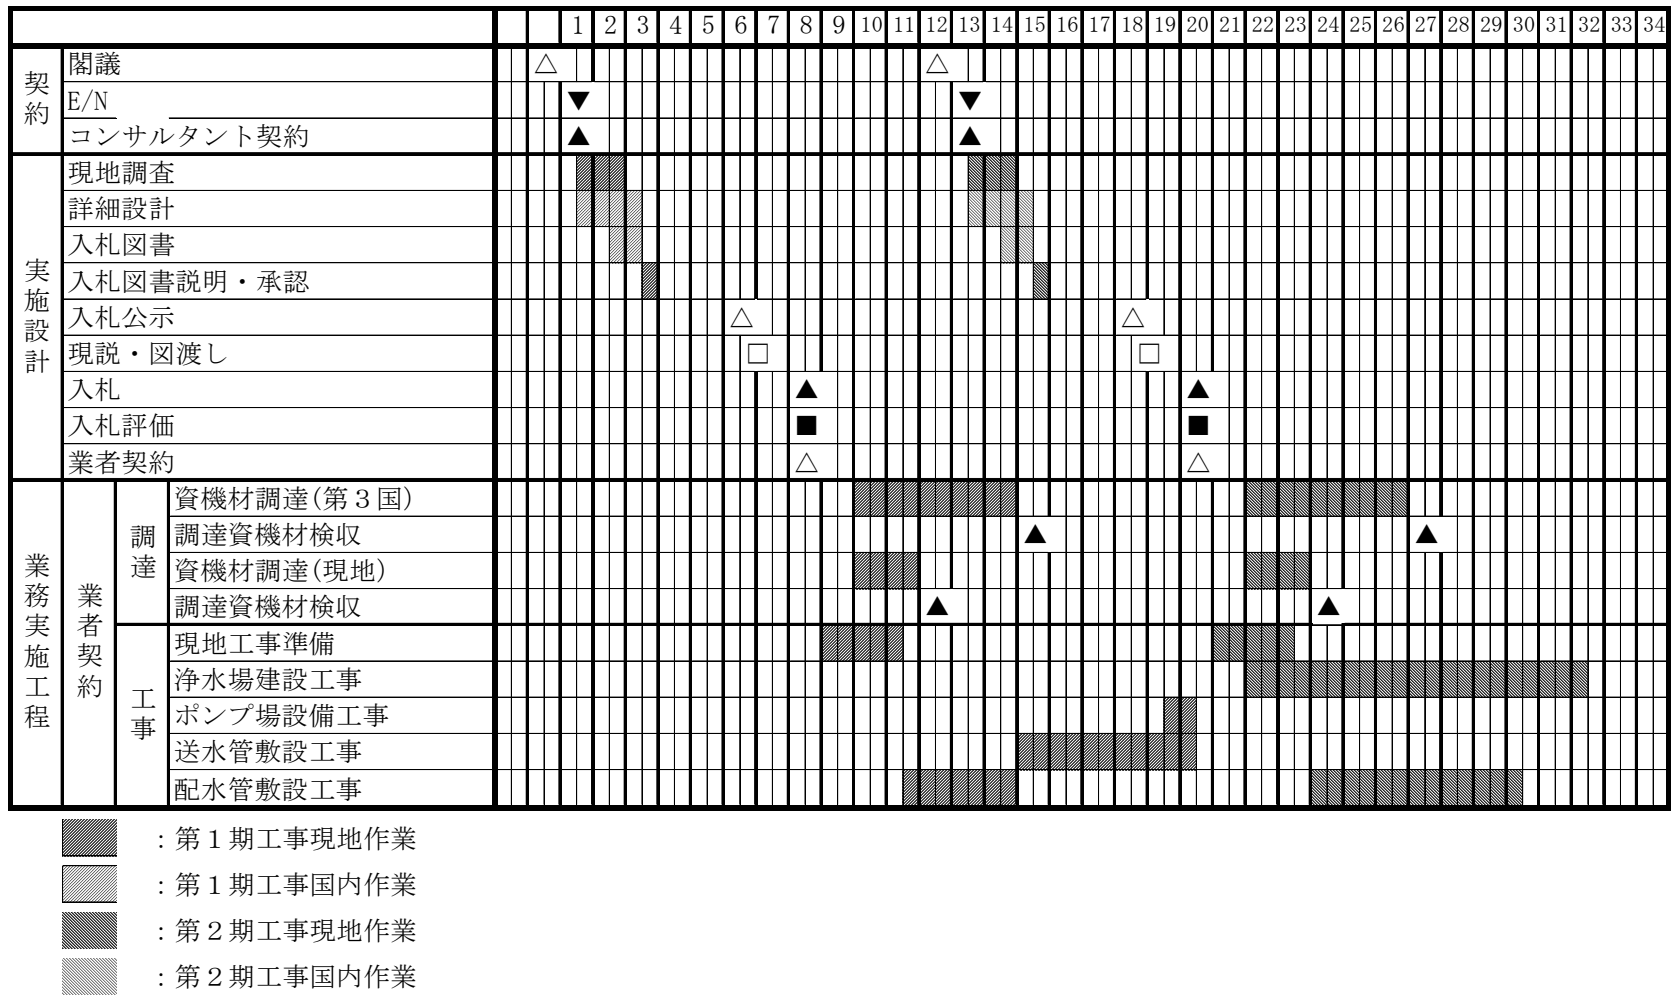 1 2 3 4 5 6 7 8 9 10 11 12 13 14 15 16 17 18 19 20 21 22 23 24 25 26 27 28 29 30 31 32 33 34
契約
閣議 △ △
E/N ▼ ▼
コンサルタント契約 ▲ ▲
実施設計
現地調査
詳細設計
入札図書
入札図書説明・承認
入札公示 △ △
現説・図渡し □ □
入札 ▲ ▲
入札評価 ■ ■
業者契約 △ △
業務実施工程
業者契約
調達
資機材調達(第3国)
調達資機材検収 ▲ ▲
資機材調達(現地)
調達資機材検収 ▲ ▲
工事
現地工事準備
浄水場建設工事
ポンプ場設備工事
送水管敷設工事
配水管敷設工事
:第1期工事現地作業
:第1期工事国内作業
:第2期工事現地作業
:第2期工事国内作業